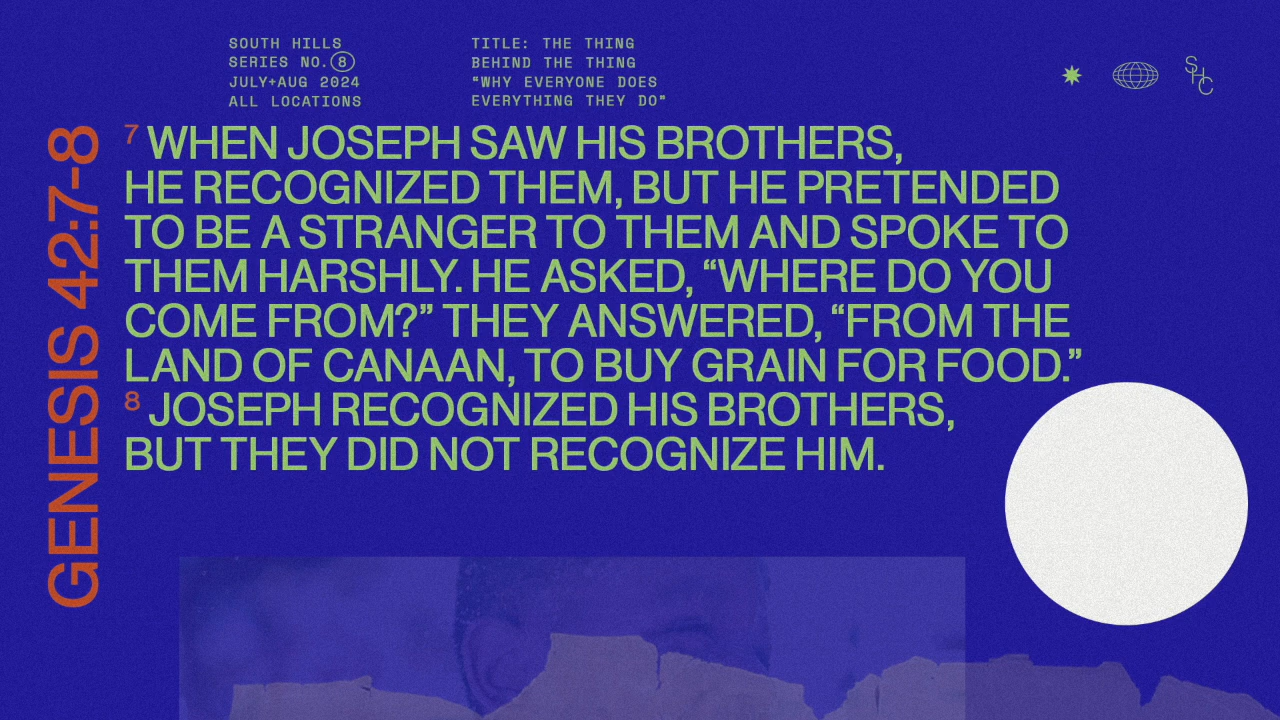 SOUTH HILLS
SERIES NO. 8
JULY+AUG 2024
ALL LOCATIONS
TITLE: THE THING
BEHIND THE THING
“WHY EVERYONE DOES
EVERYTHING THEY DO”
SHC
GENESIS 42:7-8
7 WHEN JOSEPH SAW HIS BROTHERS,
HE RECOGNIZED THEM, BUT HE PRETENDED
TO BE A STRANGER TO THEM AND SPOKE TO
THEM HARSHLY. HE ASKED, “WHERE DO YOU
COME FROM?” THEY ANSWERED, “FROM THE
LAND OF CANAAN, TO BUY GRAIN FOR FOOD.”
8 JOSEPH RECOGNIZED HIS BROTHERS,
BUT THEY DID NOT RECOGNIZE HIM.